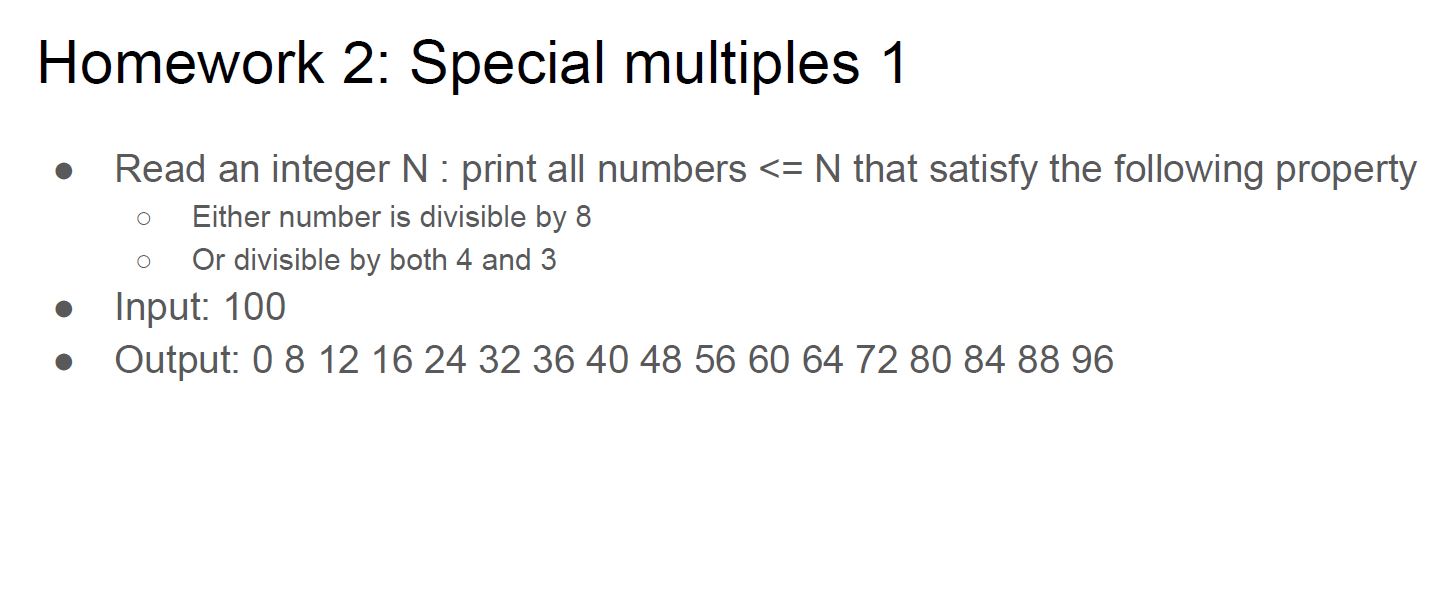 Homework 2: Special multiples 1
● Read an integer N : print all numbers <= N that satisfy the following property
○ Either number is divisible by 8
○ Or divisible by both 4 and 3
● Input: 100
● Output: 0 8 12 16 24 32 36 40 48 56 60 64 72 80 84 88 96